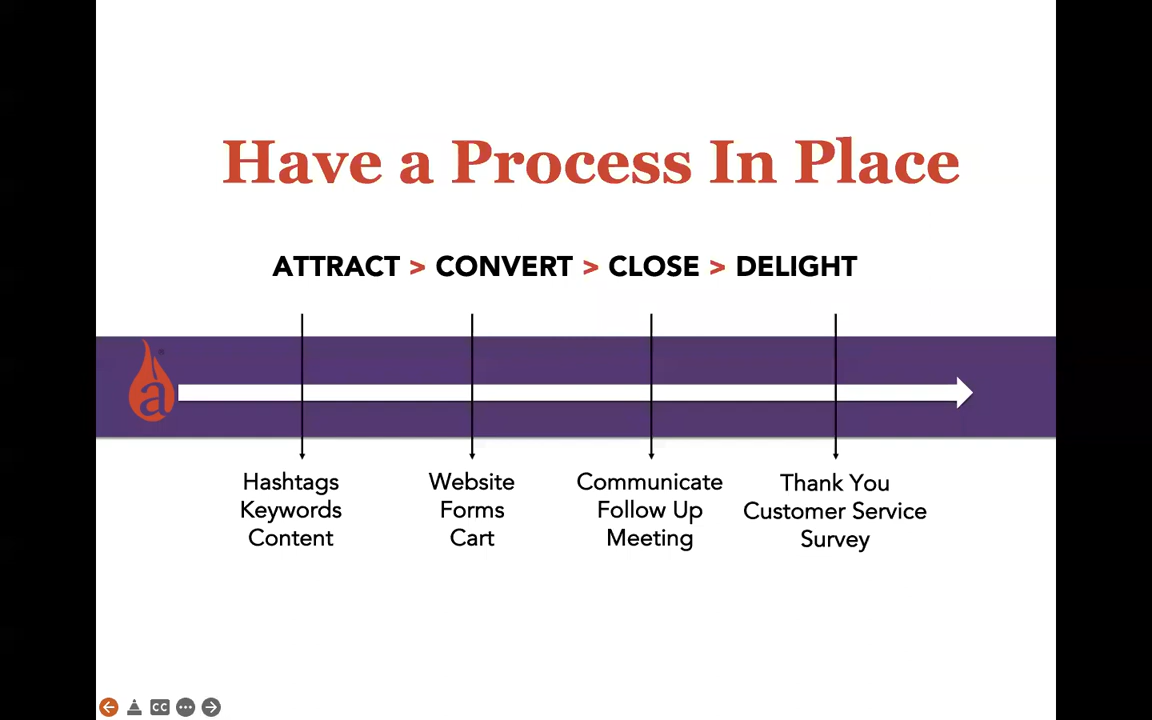 Have a Process In Place
ATTRACT > CONVERT > CLOSE > DELIGHT
a
Hashtags
Keywords
Content
Website
Forms
Cart
Communicate
Follow Up
Meeting
Thank You
Customer Service
Survey
CC